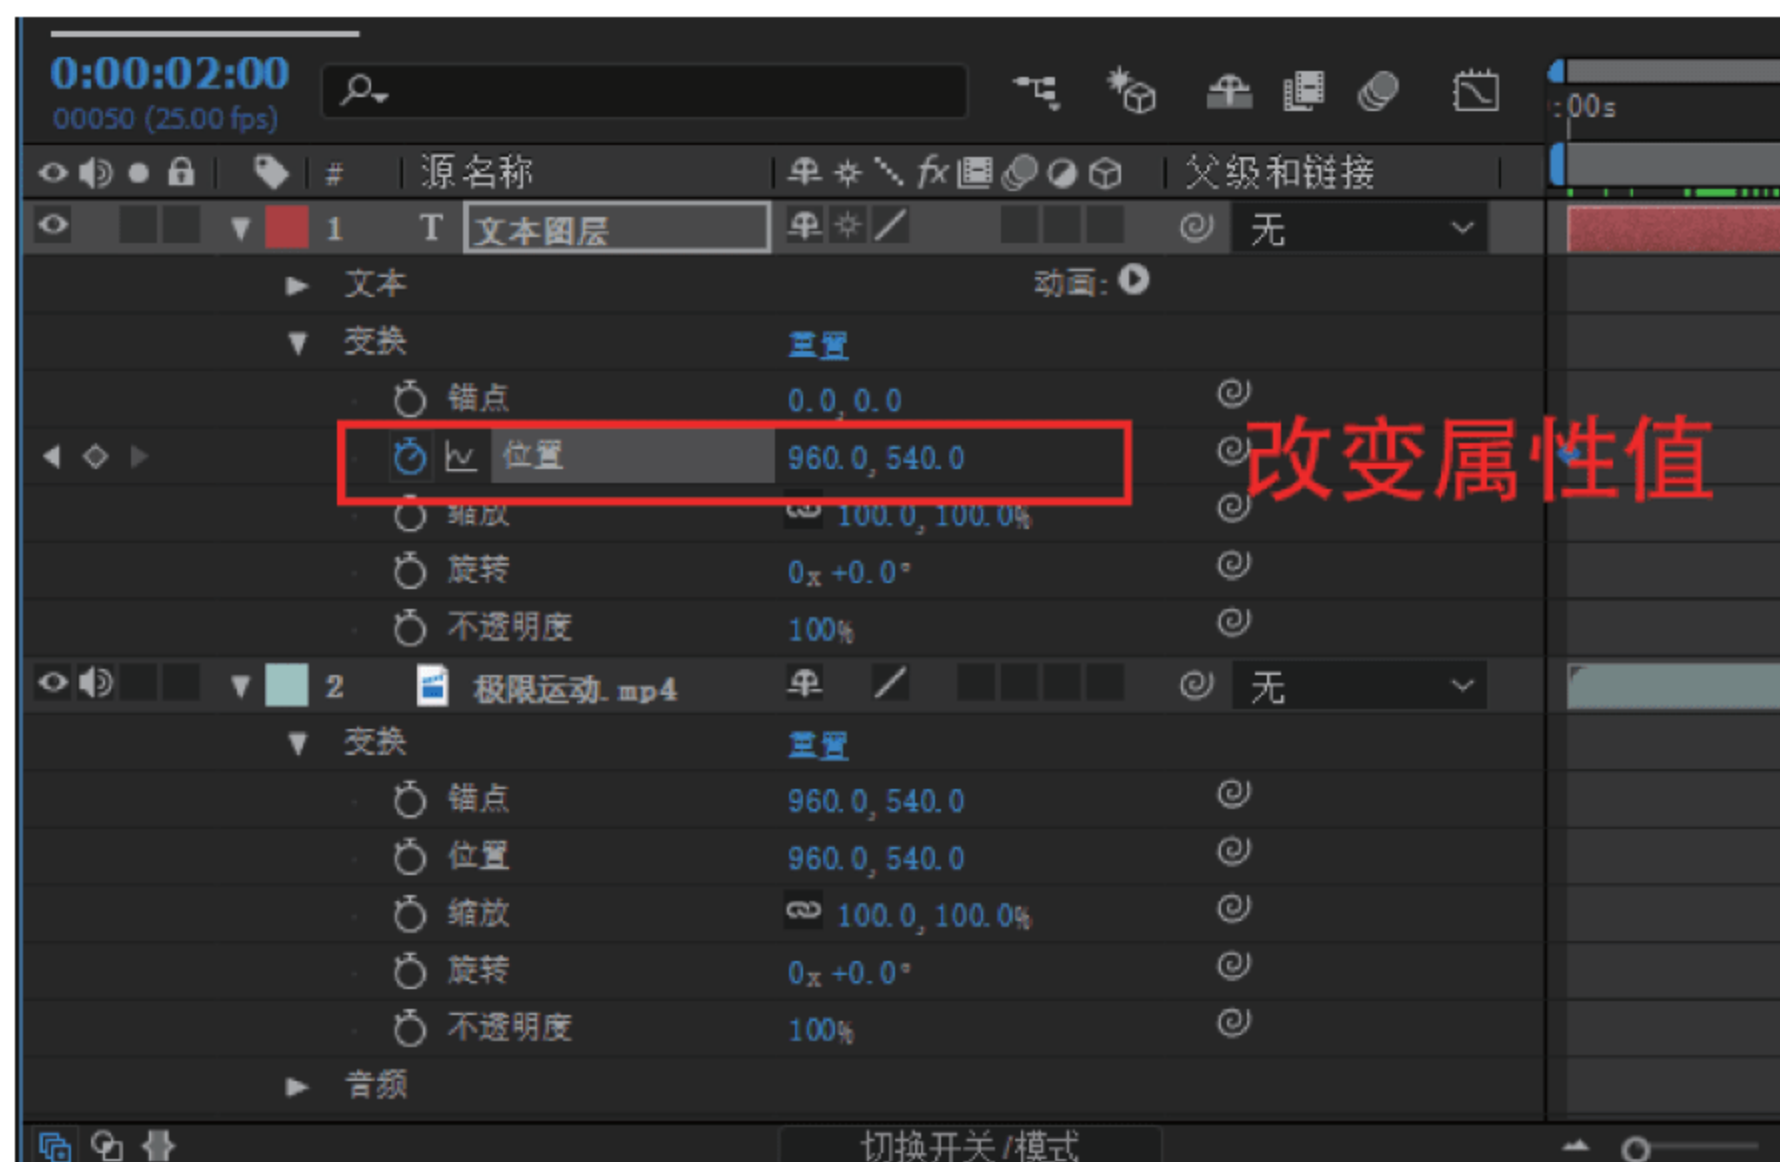 0:00:02:00
00050 (25.00 fps)
:00s
# 源名称 fx 父级和链接
1 T 文本图层 无
文本 动画:
变换 重置
锚点 0.0, 0.0
位置 960.0, 540.0
改变属性值
缩放 100.0, 100.0%
旋转 0x +0.0°
不透明度 100%
2 极限运动.mp4 无
变换 重置
锚点 960.0, 540.0
位置 960.0, 540.0
缩放 100.0, 100.0%
旋转 0x +0.0°
不透明度 100%
音频
切换开关/模式